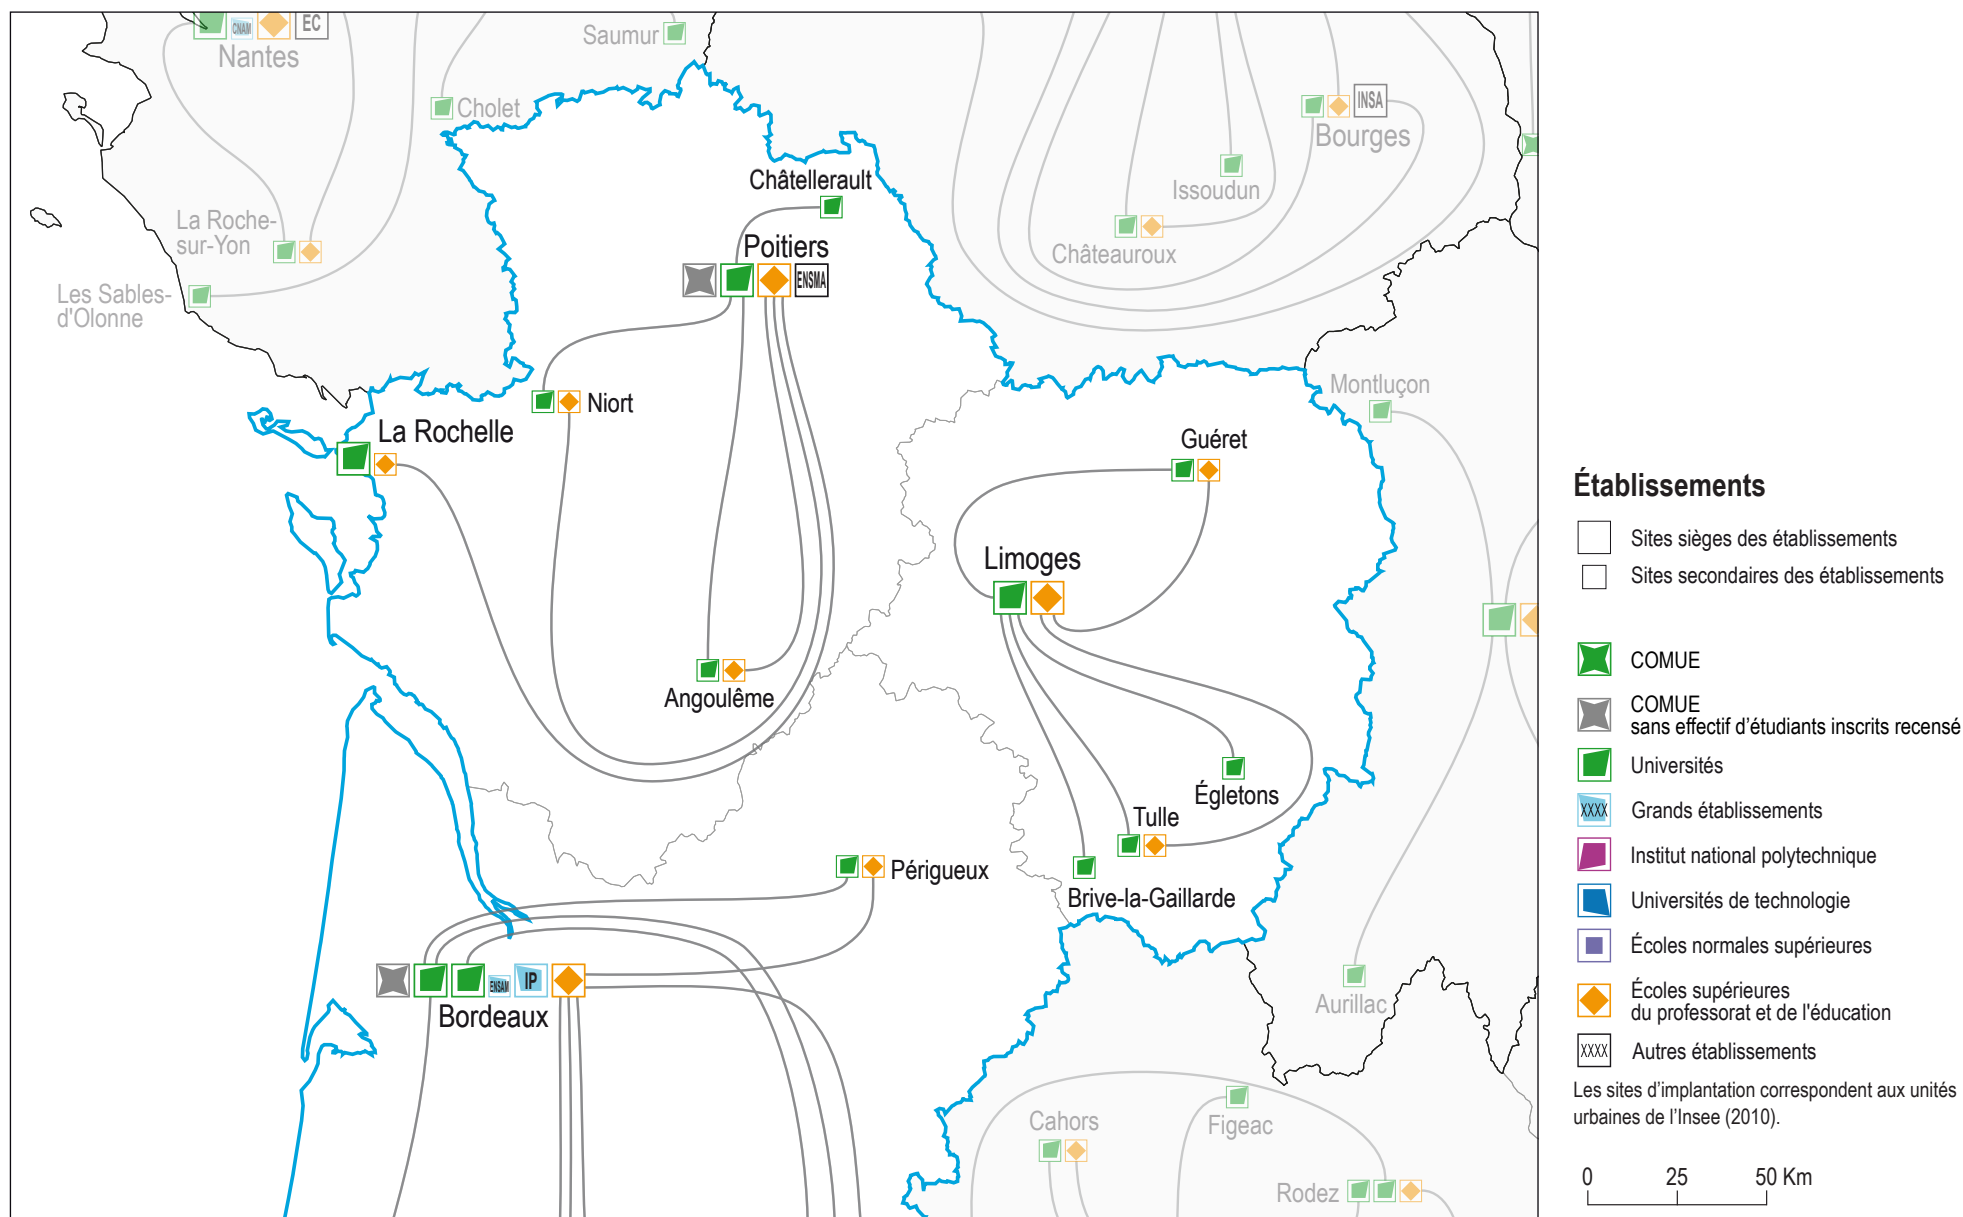 CNAM
EC
Nantes
Saumur
Cholet
INSA
Bourges
Issoudun
Châtellerault
La Roche-
sur-Yon
Châteauroux
Poitiers
ENSMA
Les Sables-
d'Olonne
Montluçon
Niort
La Rochelle
Guéret
Limoges
Angoulême
Égletons
Tulle
Périgueux
Brive-la-Gaillarde
ENSAM
IP
Bordeaux
Aurillac
Cahors
Figeac
Rodez
Établissements
Sites sièges des établissements
Sites secondaires des établissements
COMUE
COMUE
sans effectif d'étudiants inscrits recensé
Universités
XXXX Grands établissements
Institut national polytechnique
Universités de technologie
Écoles normales supérieures
Écoles supérieures
du professorat et de l'éducation
XXXX Autres établissements
Les sites d'implantation correspondent aux unités
urbaines de l'Insee (2010).
0 25 50 Km